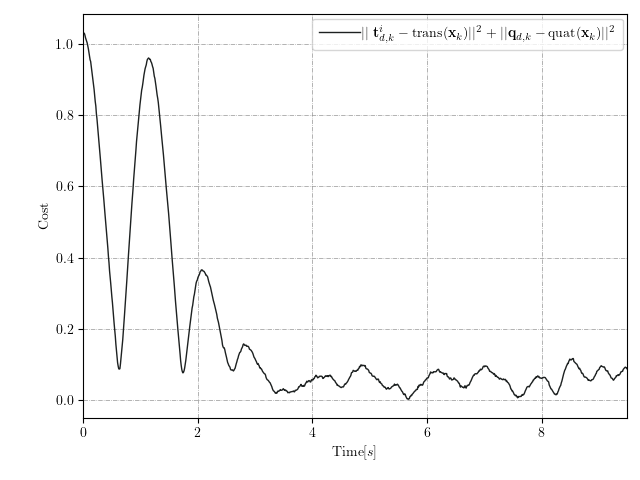 || t^i_{d,k} − trans(x_k)||^2 + ||q_{d,k} − quat(x_k)||^2
1.0
0.8
0.6
0.4
0.2
0.0
Cost
0 2 4 6 8
Time[s]